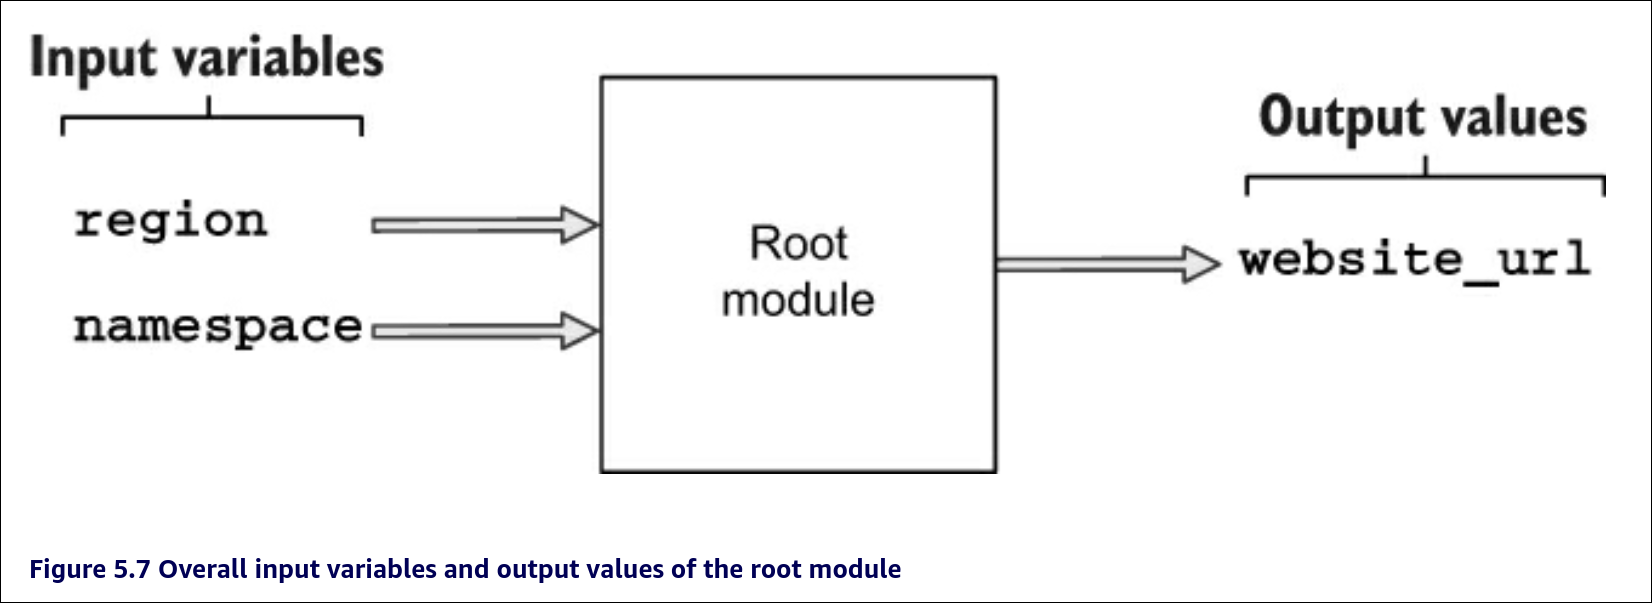 Input variables
Output values
region
namespace
Root
module
website_url
Figure 5.7 Overall input variables and output values of the root module